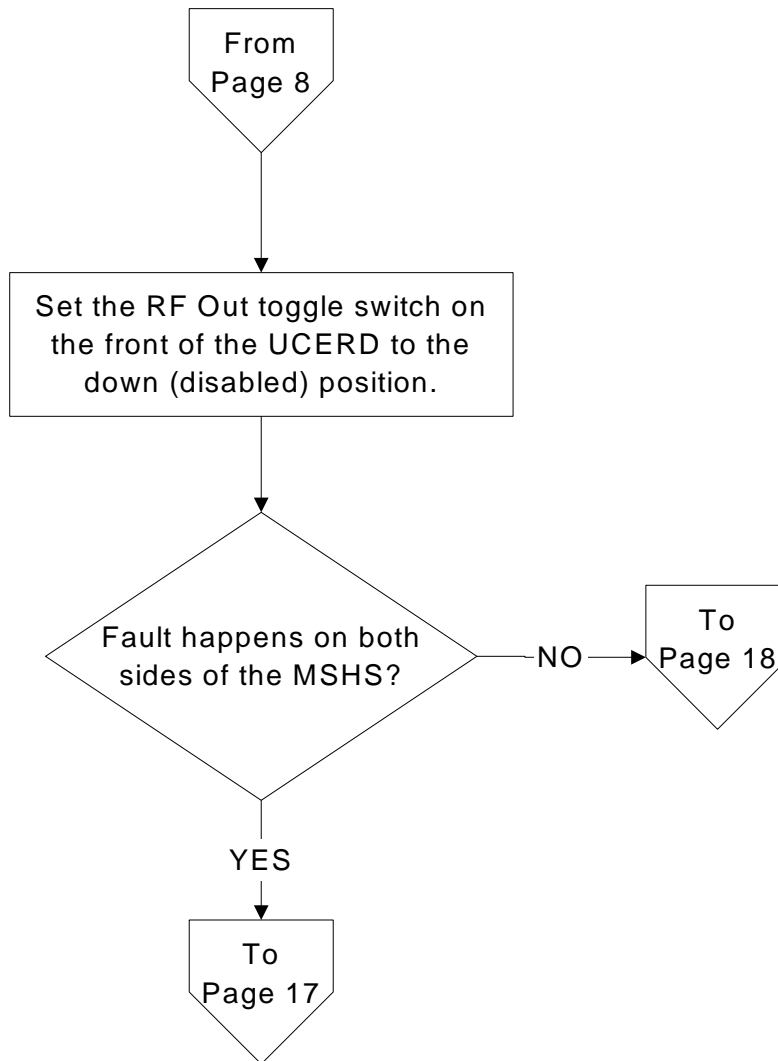 From
Page 8
Set the RF Out toggle switch on
the front of the UCERD to the
down (disabled) position.
Fault happens on both
sides of the MSHS?
NO
To
Page 18
YES
To
Page 17